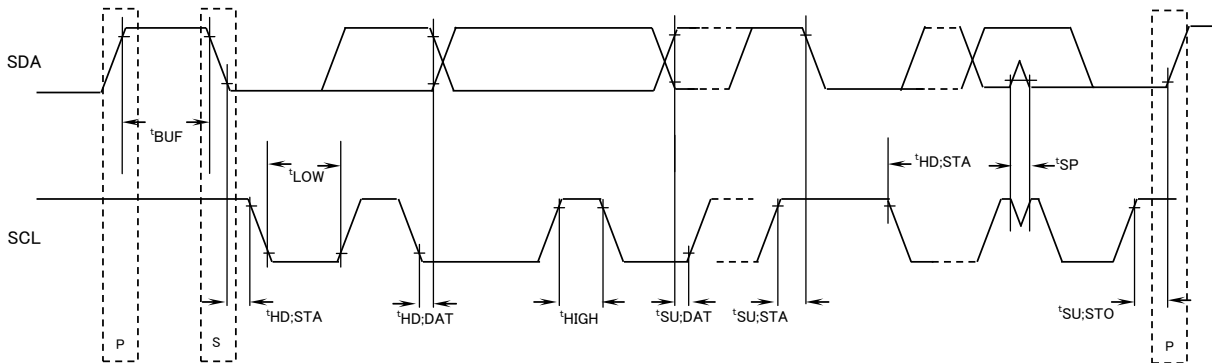 SDA
tBUF
tLOW
tHD;STA
tSP
SCL
tHD;STA
tHD;DAT
tHIGH
tSU;DAT
tSU;STA
tSU;STO
P
S
P